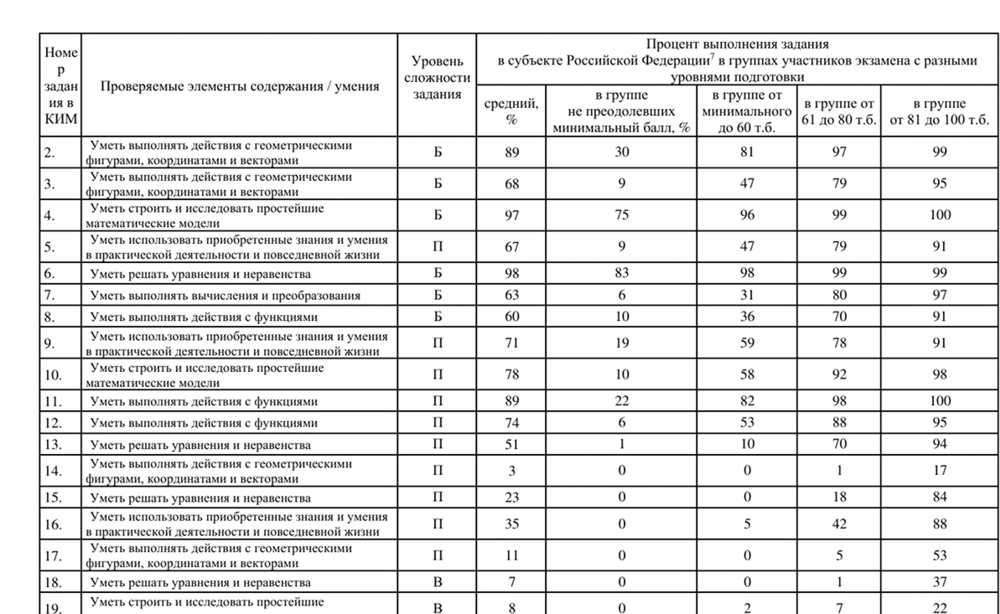 Номе
р
задан
ия в
КИМ
Проверяемые элементы содержания / умения
Уровень
сложности
задания
Процент выполнения задания
в субъекте Российской Федерации7 в группах участников экзамена с разными
уровнями подготовки
средний,
%
в группе
не преодолевших
минимальный балл, %
в группе от
минимального
до 60 т.б.
в группе от
61 до 80 т.б.
в группе
от 81 до 100 т.б.
2. Уметь выполнять действия с геометрическими
фигурами, координатами и векторами Б 89 30 81 97 99
3. Уметь выполнять действия с геометрическими
фигурами, координатами и векторами Б 68 9 47 79 95
4. Уметь строить и исследовать простейшие
математические модели Б 97 75 96 99 100
5. Уметь использовать приобретенные знания и умения
в практической деятельности и повседневной жизни П 67 9 47 79 91
6. Уметь решать уравнения и неравенства Б 98 83 98 99 99
7. Уметь выполнять вычисления и преобразования Б 63 6 31 80 97
8. Уметь выполнять действия с функциями Б 60 10 36 70 91
9. Уметь использовать приобретенные знания и умения
в практической деятельности и повседневной жизни П 71 19 59 78 91
10. Уметь строить и исследовать простейшие
математические модели П 78 10 58 92 98
11. Уметь выполнять действия с функциями П 89 22 82 98 100
12. Уметь выполнять действия с функциями П 74 6 53 88 95
13. Уметь решать уравнения и неравенства П 51 1 10 70 94
14. Уметь выполнять действия с геометрическими
фигурами, координатами и векторами П 3 0 0 1 17
15. Уметь решать уравнения и неравенства П 23 0 0 18 84
16. Уметь использовать приобретенные знания и умения
в практической деятельности и повседневной жизни П 35 0 5 42 88
17. Уметь выполнять действия с геометрическими
фигурами, координатами и векторами П 11 0 0 5 53
18. Уметь решать уравнения и неравенства В 7 0 0 1 37
19. Уметь строить и исследовать простейшие В 8 0 2 7 22